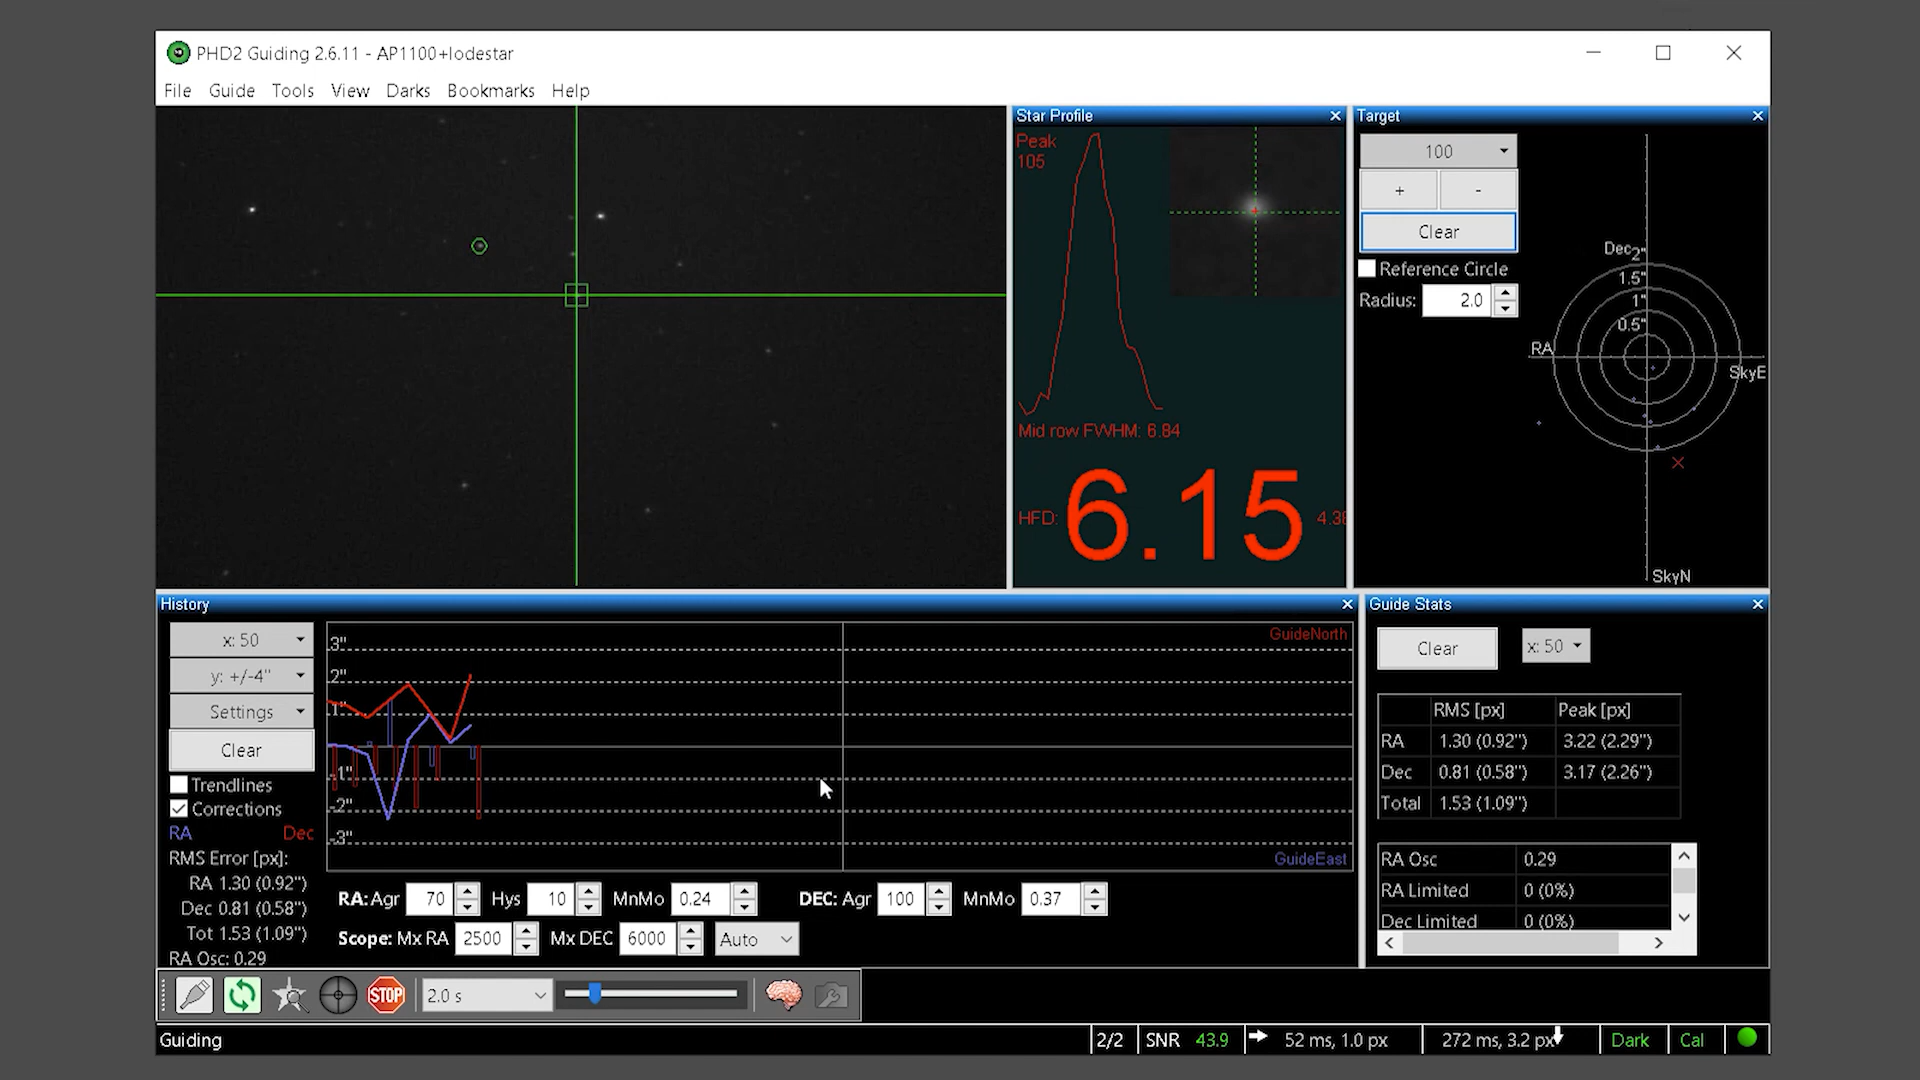 PHD2 Guiding 2.6.11 - AP1100+lodestar
File Guide Tools View Darks Bookmarks Help
Star Profile
Peak
105
Mid row FWHM: 6.84
HFD: 6.15
Target
100
+ -
Clear
Reference Circle
Radius: 2.0
Dec
2"
1.5"
1"
0.5"
RA
SkyE
SkyN
History
x: 50
y: +/-4"
Settings
Clear
Trendlines
Corrections
RA Dec
RMS Error [px]:
RA 1.30 (0.92")
Dec 0.81 (0.58")
Tot 1.53 (1.09")
RA Osc: 0.29
GuideNorth
3"
2"
1"
-1"
-2"
-3"
GuideEast
RA: Agr 70 Hys 10 MnMo 0.24 DEC: Agr 100 MnMo 0.37
Scope: Mx RA 2500 Mx DEC 6000 Auto
Guide Stats
Clear x: 50
RMS [px] Peak [px]
RA 1.30 (0.92") 3.22 (2.29")
Dec 0.81 (0.58") 3.17 (2.26")
Total 1.53 (1.09")
RA Osc 0.29
RA Limited 0 (0%)
Dec Limited 0 (0%)
STOP 2.0 s
Guiding 2/2 SNR 43.9 52 ms, 1.0 px 272 ms, 3.2 px Dark Cal